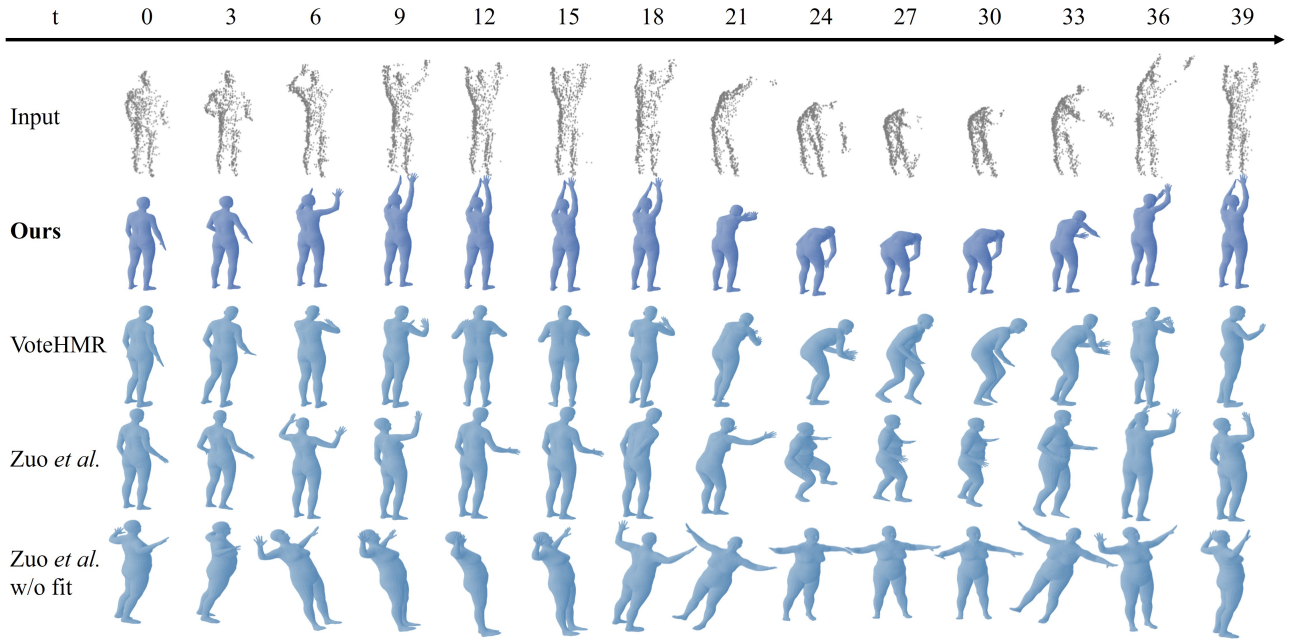 t 0 3 6 9 12 15 18 21 24 27 30 33 36 39
Input
Ours
VoteHMR
Zuo et al.
Zuo et al.
w/o fit